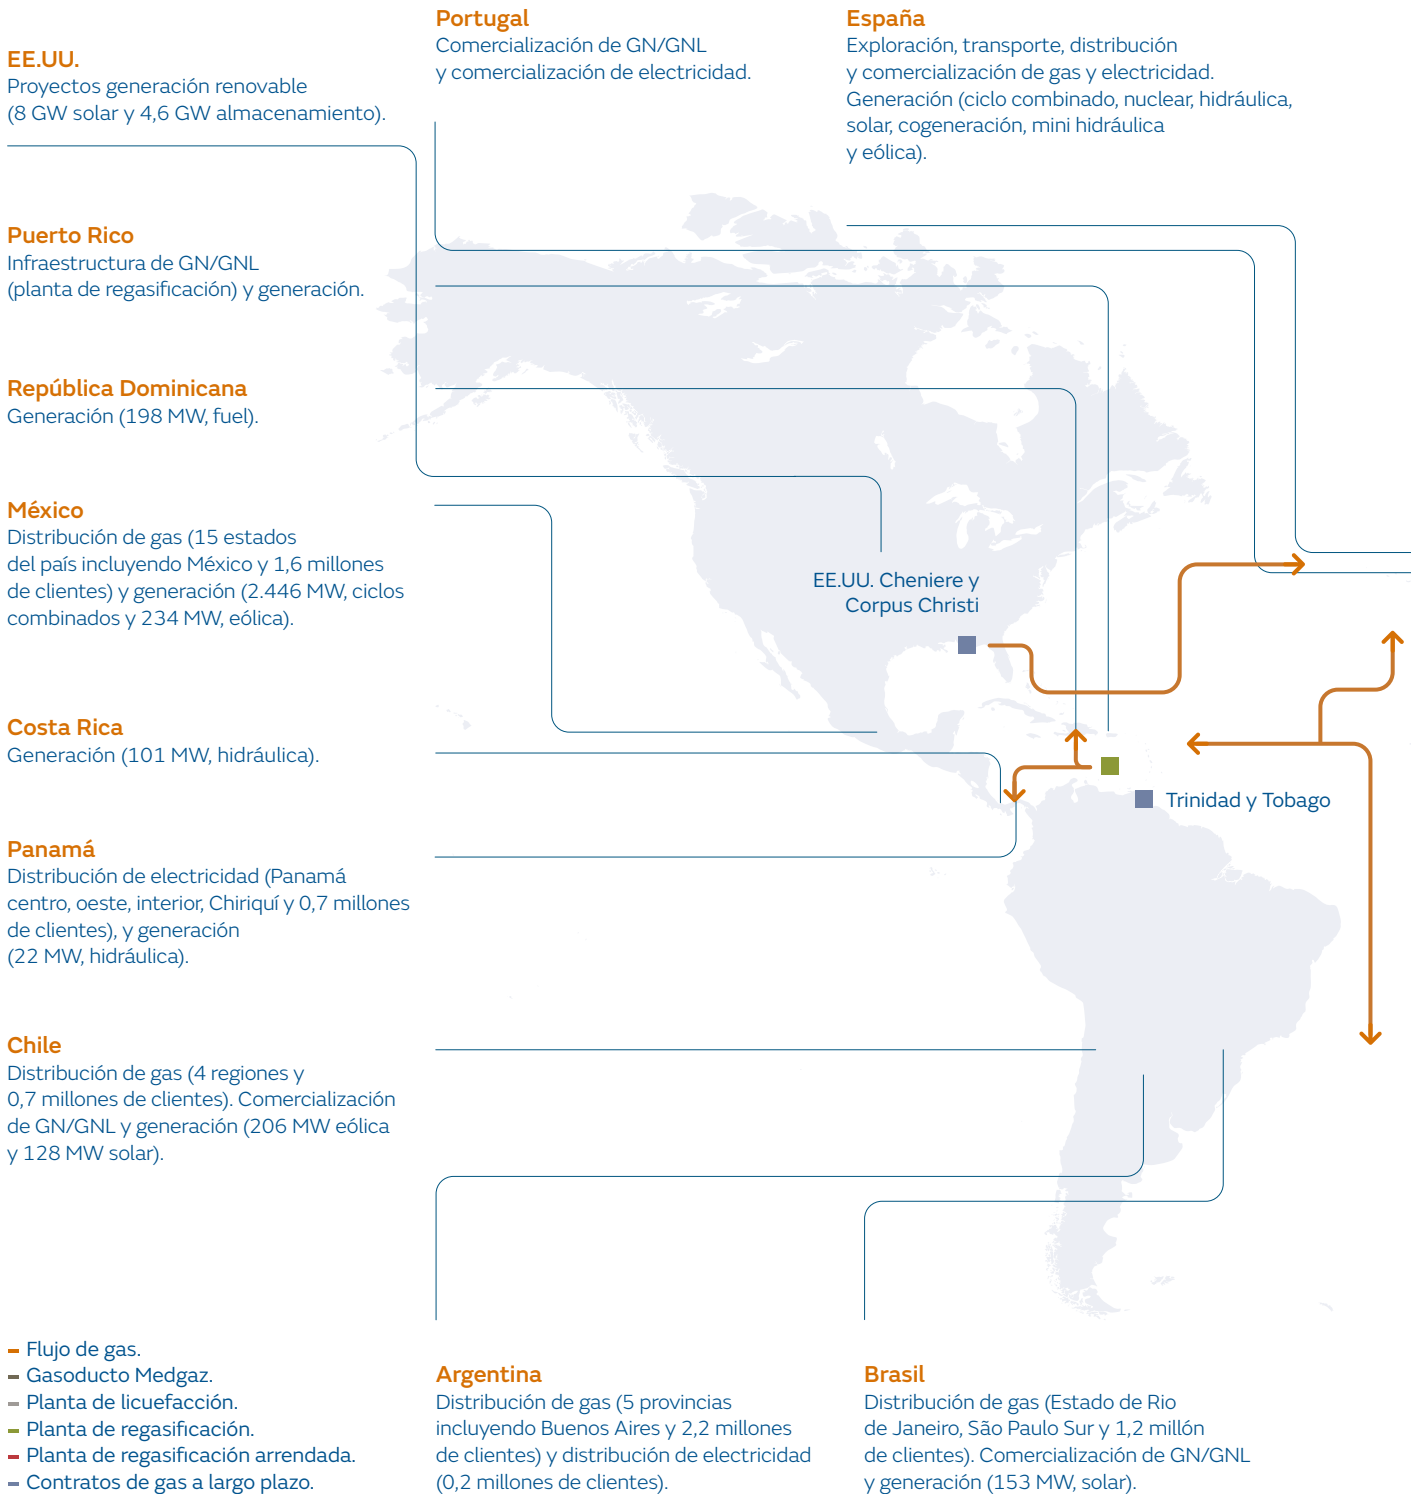 EE.UU.
Proyectos generación renovable
(8 GW solar y 4,6 GW almacenamiento).
Portugal
Comercialización de GN/GNL
y comercialización de electricidad.
España
Exploración, transporte, distribución
y comercialización de gas y electricidad.
Generación (ciclo combinado, nuclear, hidráulica,
solar, cogeneración, mini hidráulica
y eólica).
Puerto Rico
Infraestructura de GN/GNL
(planta de regasificación) y generación.
República Dominicana
Generación (198 MW, fuel).
México
Distribución de gas (15 estados
del país incluyendo México y 1,6 millones
de clientes) y generación (2.446 MW, ciclos
combinados y 234 MW, eólica).
EE.UU. Cheniere y
Corpus Christi
Costa Rica
Generación (101 MW, hidráulica).
Trinidad y Tobago
Panamá
Distribución de electricidad (Panamá
centro, oeste, interior, Chiriquí y 0,7 millones
de clientes), y generación
(22 MW, hidráulica).
Chile
Distribución de gas (4 regiones y
0,7 millones de clientes). Comercialización
de GN/GNL y generación (206 MW eólica
y 128 MW solar).
Flujo de gas.
Gasoducto Medgaz.
Planta de licuefacción.
Planta de regasificación.
Planta de regasificación arrendada.
Contratos de gas a largo plazo.
Argentina
Distribución de gas (5 provincias
incluyendo Buenos Aires y 2,2 millones
de clientes) y distribución de electricidad
(0,2 millones de clientes).
Brasil
Distribución de gas (Estado de Rio
de Janeiro, São Paulo Sur y 1,2 millón
de clientes). Comercialización de GN/GNL
y generación (153 MW, solar).